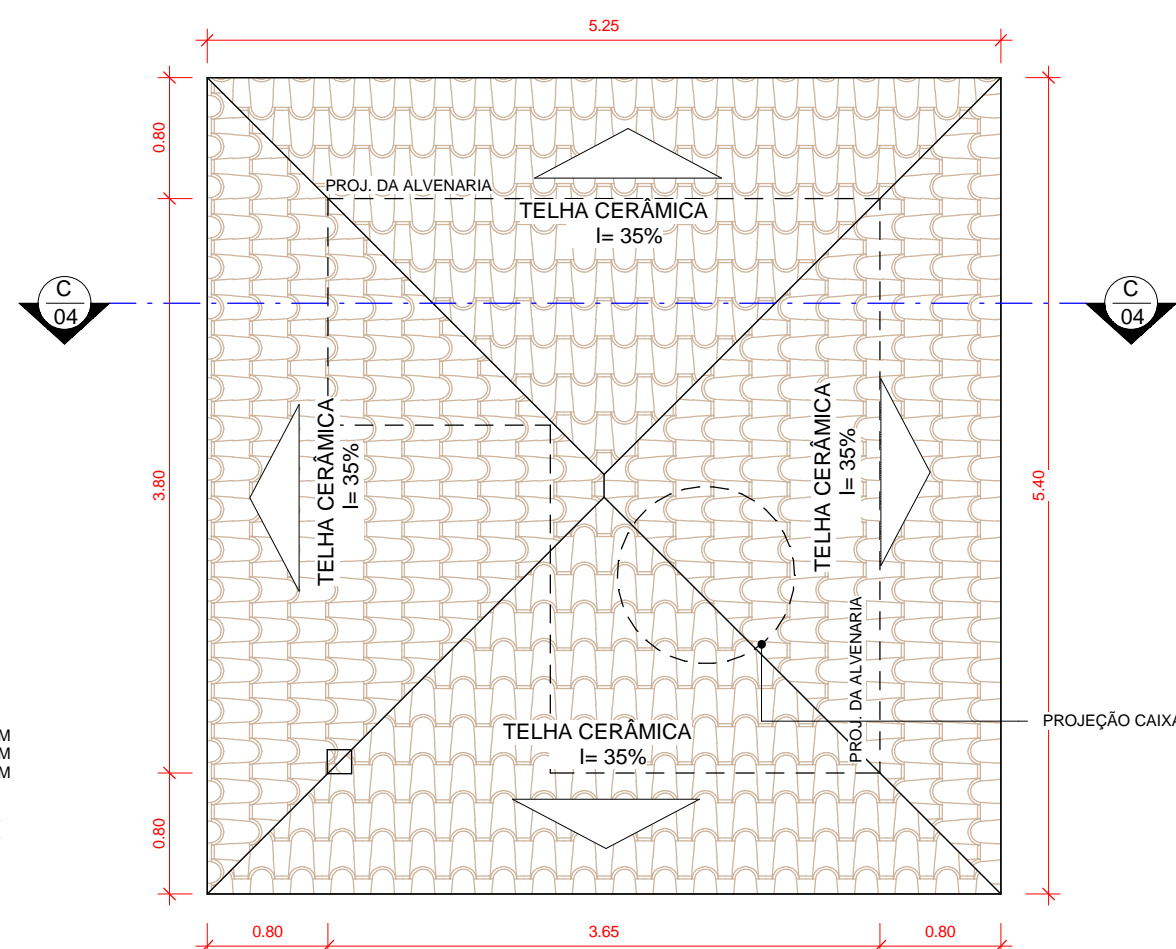 5.25
0.80
PROJ. DA ALVENARIA
TELHA CERÂMICA
I= 35%
C
04
C
04
TELHA CERÂMICA
I= 35%
TELHA CERÂMICA
I= 35%
3.80
5.40
PROJ. DA ALVENARIA
TELHA CERÂMICA
I= 35%
PROJEÇÃO CAIXA
M
M
M
0.80
0.80
3.65
0.80